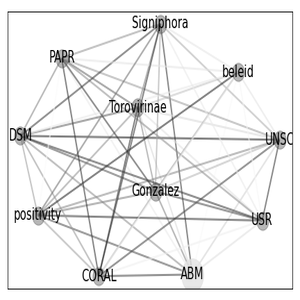 Signiphora
PAPR
beleid
Torovirinae
DSM
UNSC
Gonzalez
positivity
USR
CORAL
ABM